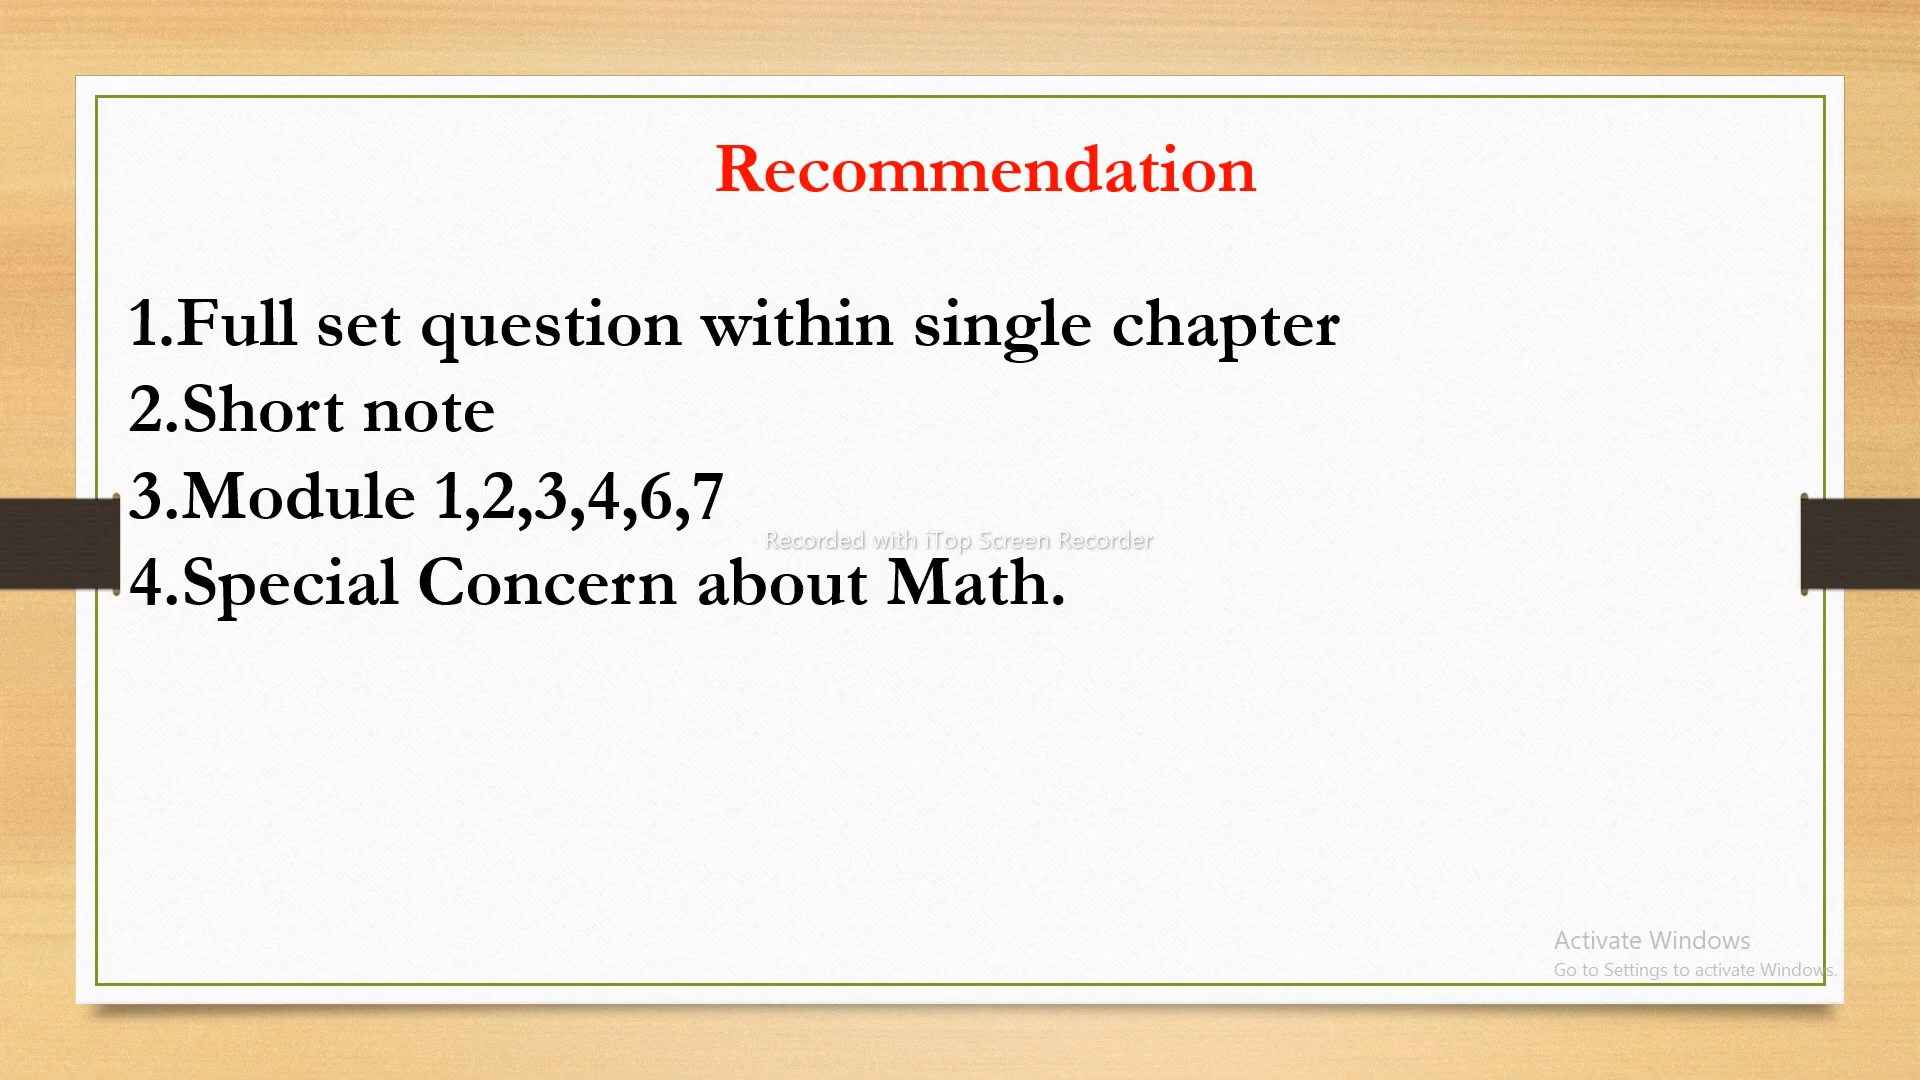 Recommendation
1.Full set question within single chapter
2.Short note
3.Module 1,2,3,4,6,7
Recorded with iTop Screen Recorder
4.Special Concern about Math.
Activate Windows
Go to Settings to activate Windows.